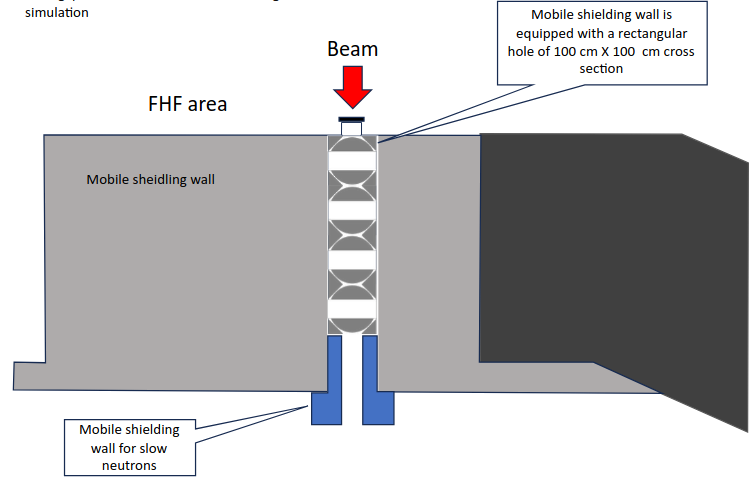 simulation
Mobile shielding wall is
equipped with a rectangular
hole of 100 cm X 100 cm cross
section
Beam
FHF area
Mobile sheidling wall
Mobile shielding
wall for slow
neutrons